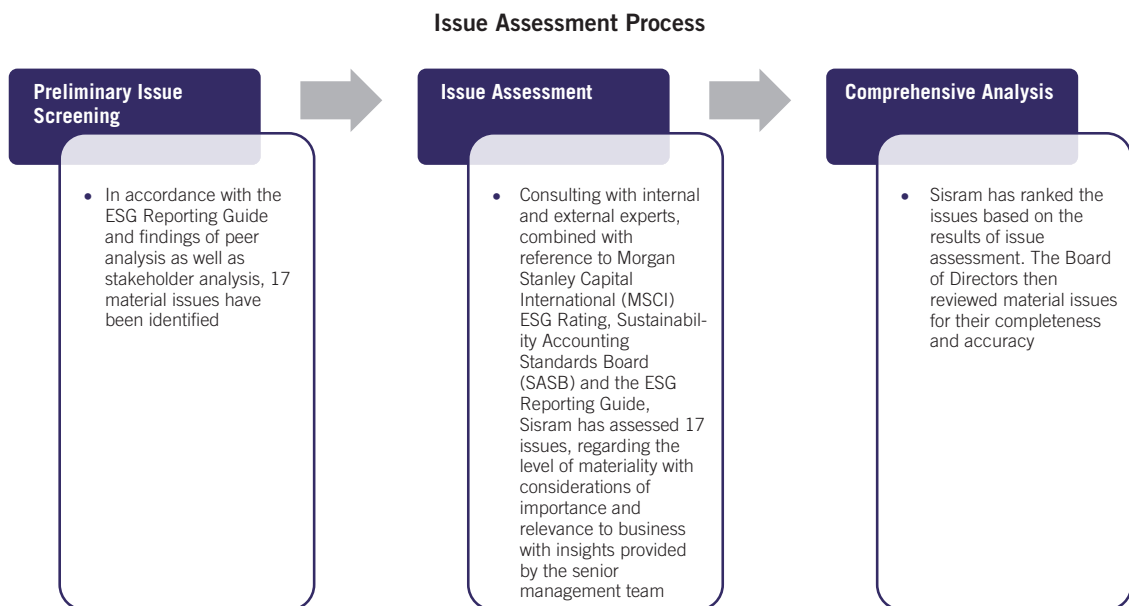 Issue Assessment Process
Preliminary Issue
Screening
• In accordance with the
ESG Reporting Guide
and findings of peer
analysis as well as
stakeholder analysis, 17
material issues have
been identified
Issue Assessment
• Consulting with internal
and external experts,
combined with
reference to Morgan
Stanley Capital
International (MSCI)
ESG Rating, Sustainabil-
ity Accounting
Standards Board
(SASB) and the ESG
Reporting Guide,
Sisram has assessed 17
issues, regarding the
level of materiality with
considerations of
importance and
relevance to business
with insights provided
by the senior
management team
Comprehensive Analysis
• Sisram has ranked the
issues based on the
results of issue
assessment. The Board
of Directors then
reviewed material issues
for their completeness
and accuracy